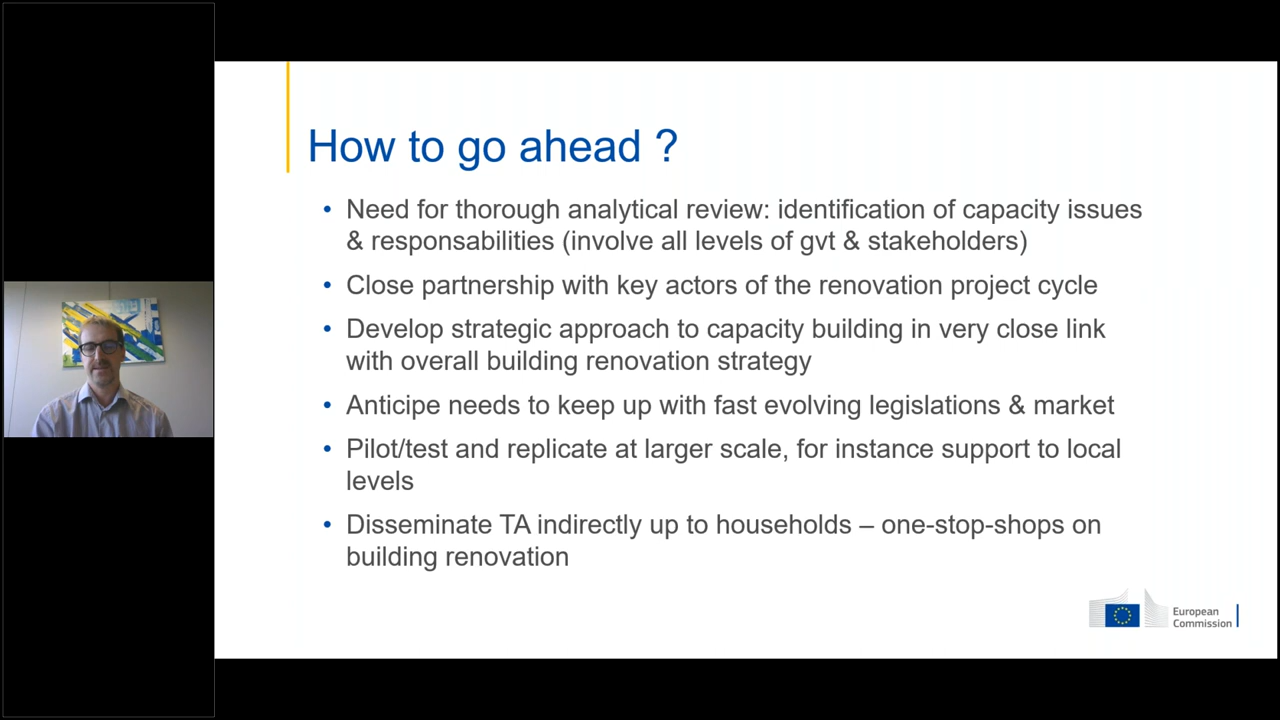 How to go ahead ?
• Need for thorough analytical review: identification of capacity issues
& responsabilities (involve all levels of gvt & stakeholders)
• Close partnership with key actors of the renovation project cycle
• Develop strategic approach to capacity building in very close link
with overall building renovation strategy
• Anticipe needs to keep up with fast evolving legislations & market
• Pilot/test and replicate at larger scale, for instance support to local
levels
• Disseminate TA indirectly up to households – one-stop-shops on
building renovation
European
Commission